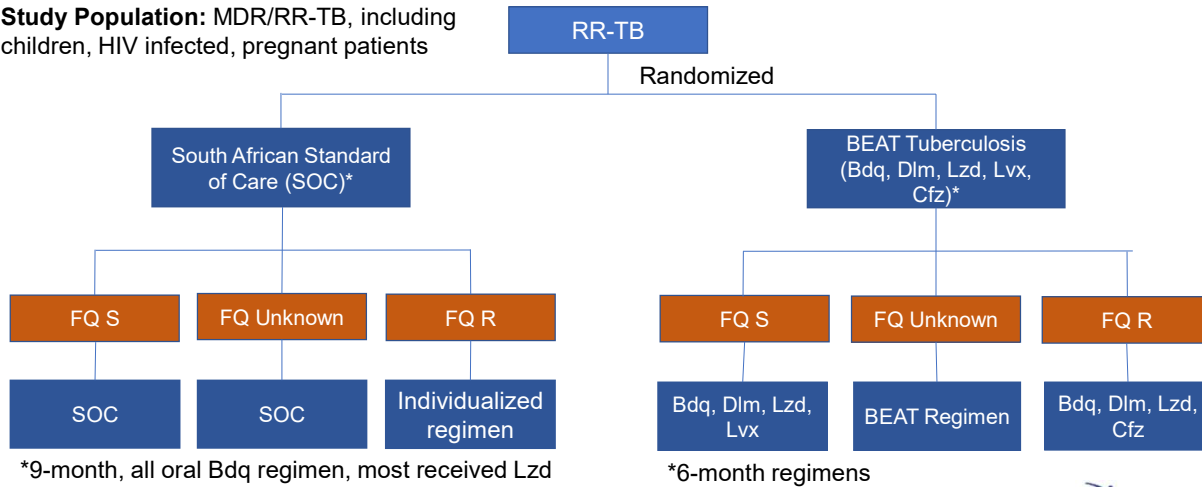 Study Population: MDR/RR-TB, including
children, HIV infected, pregnant patients
RR-TB
Randomized
South African Standard
of Care (SOC)*
BEAT Tuberculosis
(Bdq, Dlm, Lzd, Lvx,
Cfz)*
FQ S
FQ Unknown
FQ R
FQ S
FQ Unknown
FQ R
SOC
SOC
Individualized
regimen
Bdq, Dlm, Lzd,
Lvx
BEAT Regimen
Bdq, Dlm, Lzd,
Cfz
*9-month, all oral Bdq regimen, most received Lzd
*6-month regimens